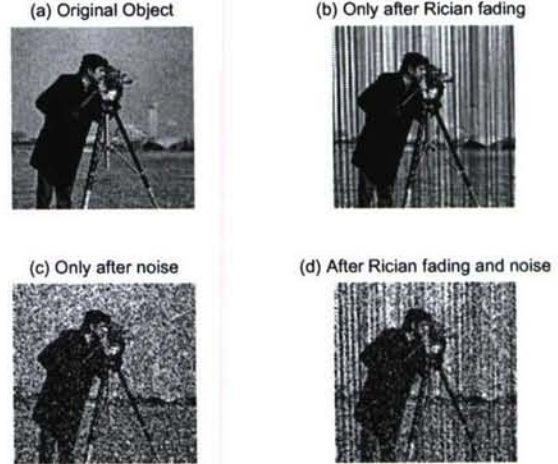 (a) Original Object
(b) Only after Rician fading
(c) Only after noise
(d) After Rician fading and noise